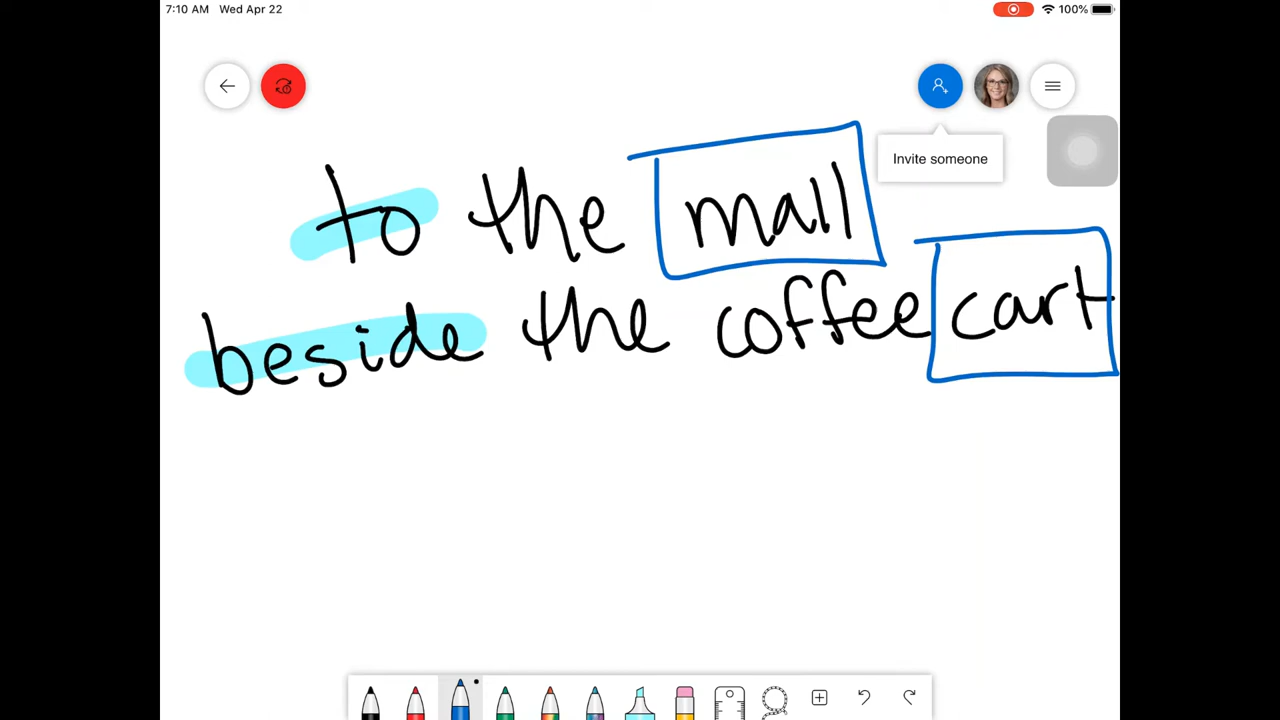 7:10 AM Wed Apr 22 100%
Invite someone
to the mall
beside the coffee cart